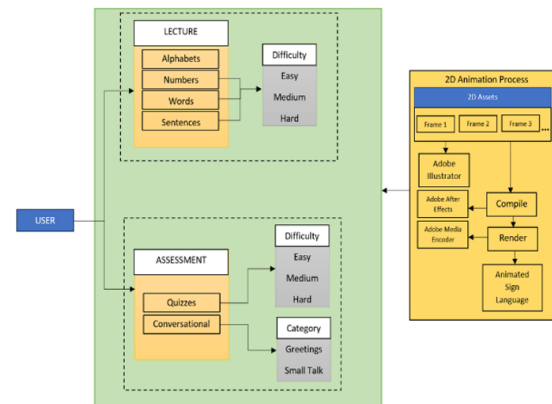 LECTURE
Alphabets
Numbers
Words
Sentences
Difficulty
Easy
Medium
Hard
USER
ASSESSMENT
Quizzes
Conversational
Difficulty
Easy
Medium
Hard
Category
Greetings
Small Talk
2D Animation Process
2D Assets
Frame 1
Frame 2
Frame 3
...
Adobe
Illustrator
Adobe After
Effects
Compile
Adobe Media
Encoder
Render
Animated
Sign
Language